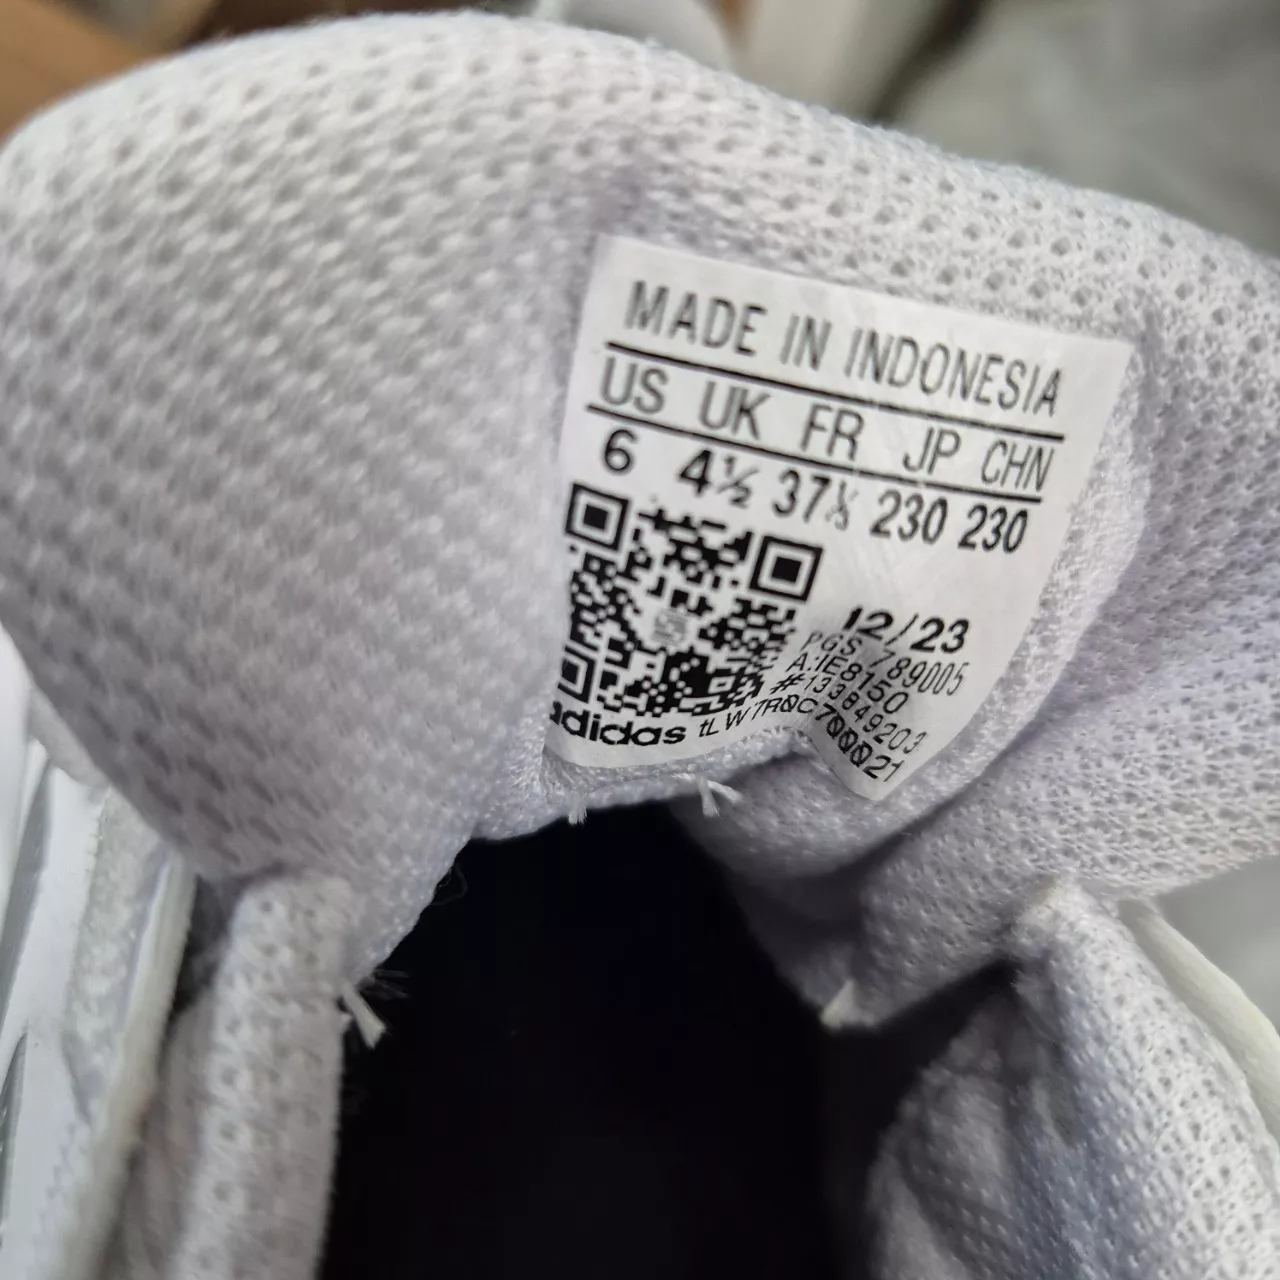 MADE IN INDONESIA
US UK FR JP CHN
6 4½ 37⅓ 230 230
12/23
PGS 789005
A:IE8150
#133849203
adidas tLW7R0C700021